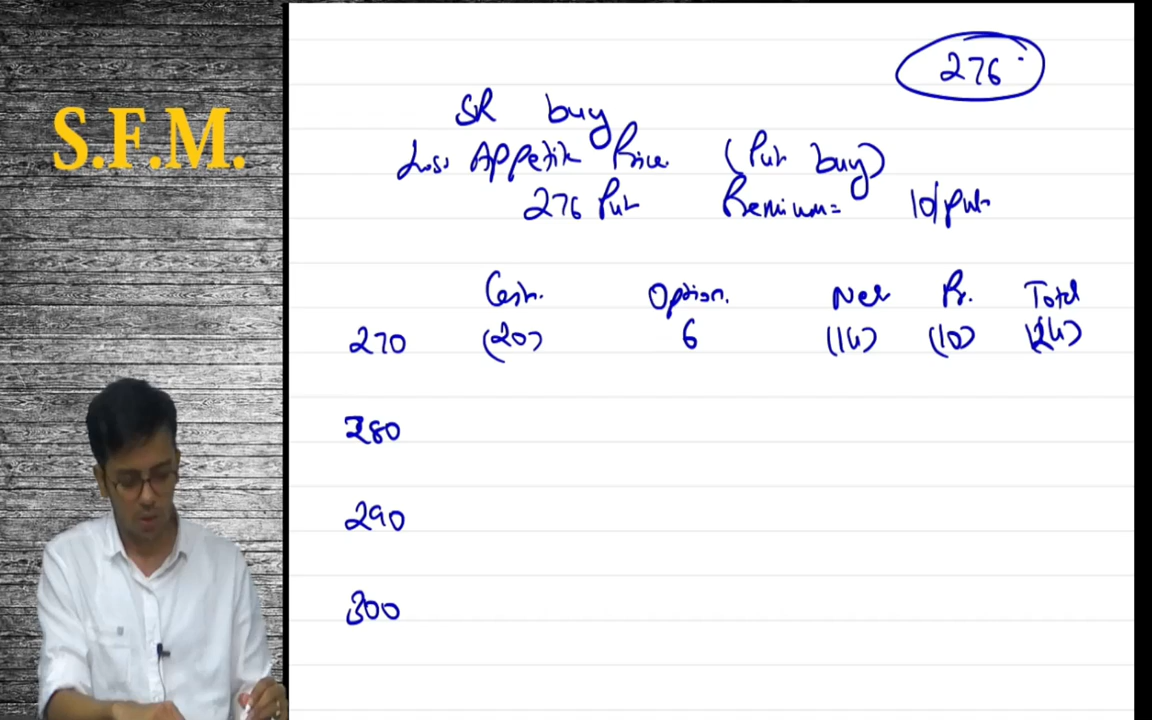 276
S.F.M.
SR buy
Loss Appetite Price (Put buy)
276 Put Premium= 10/put
Cash. Option. Net Pr. Total
270 (20) 6 (14) (10) (24)
280
290
300